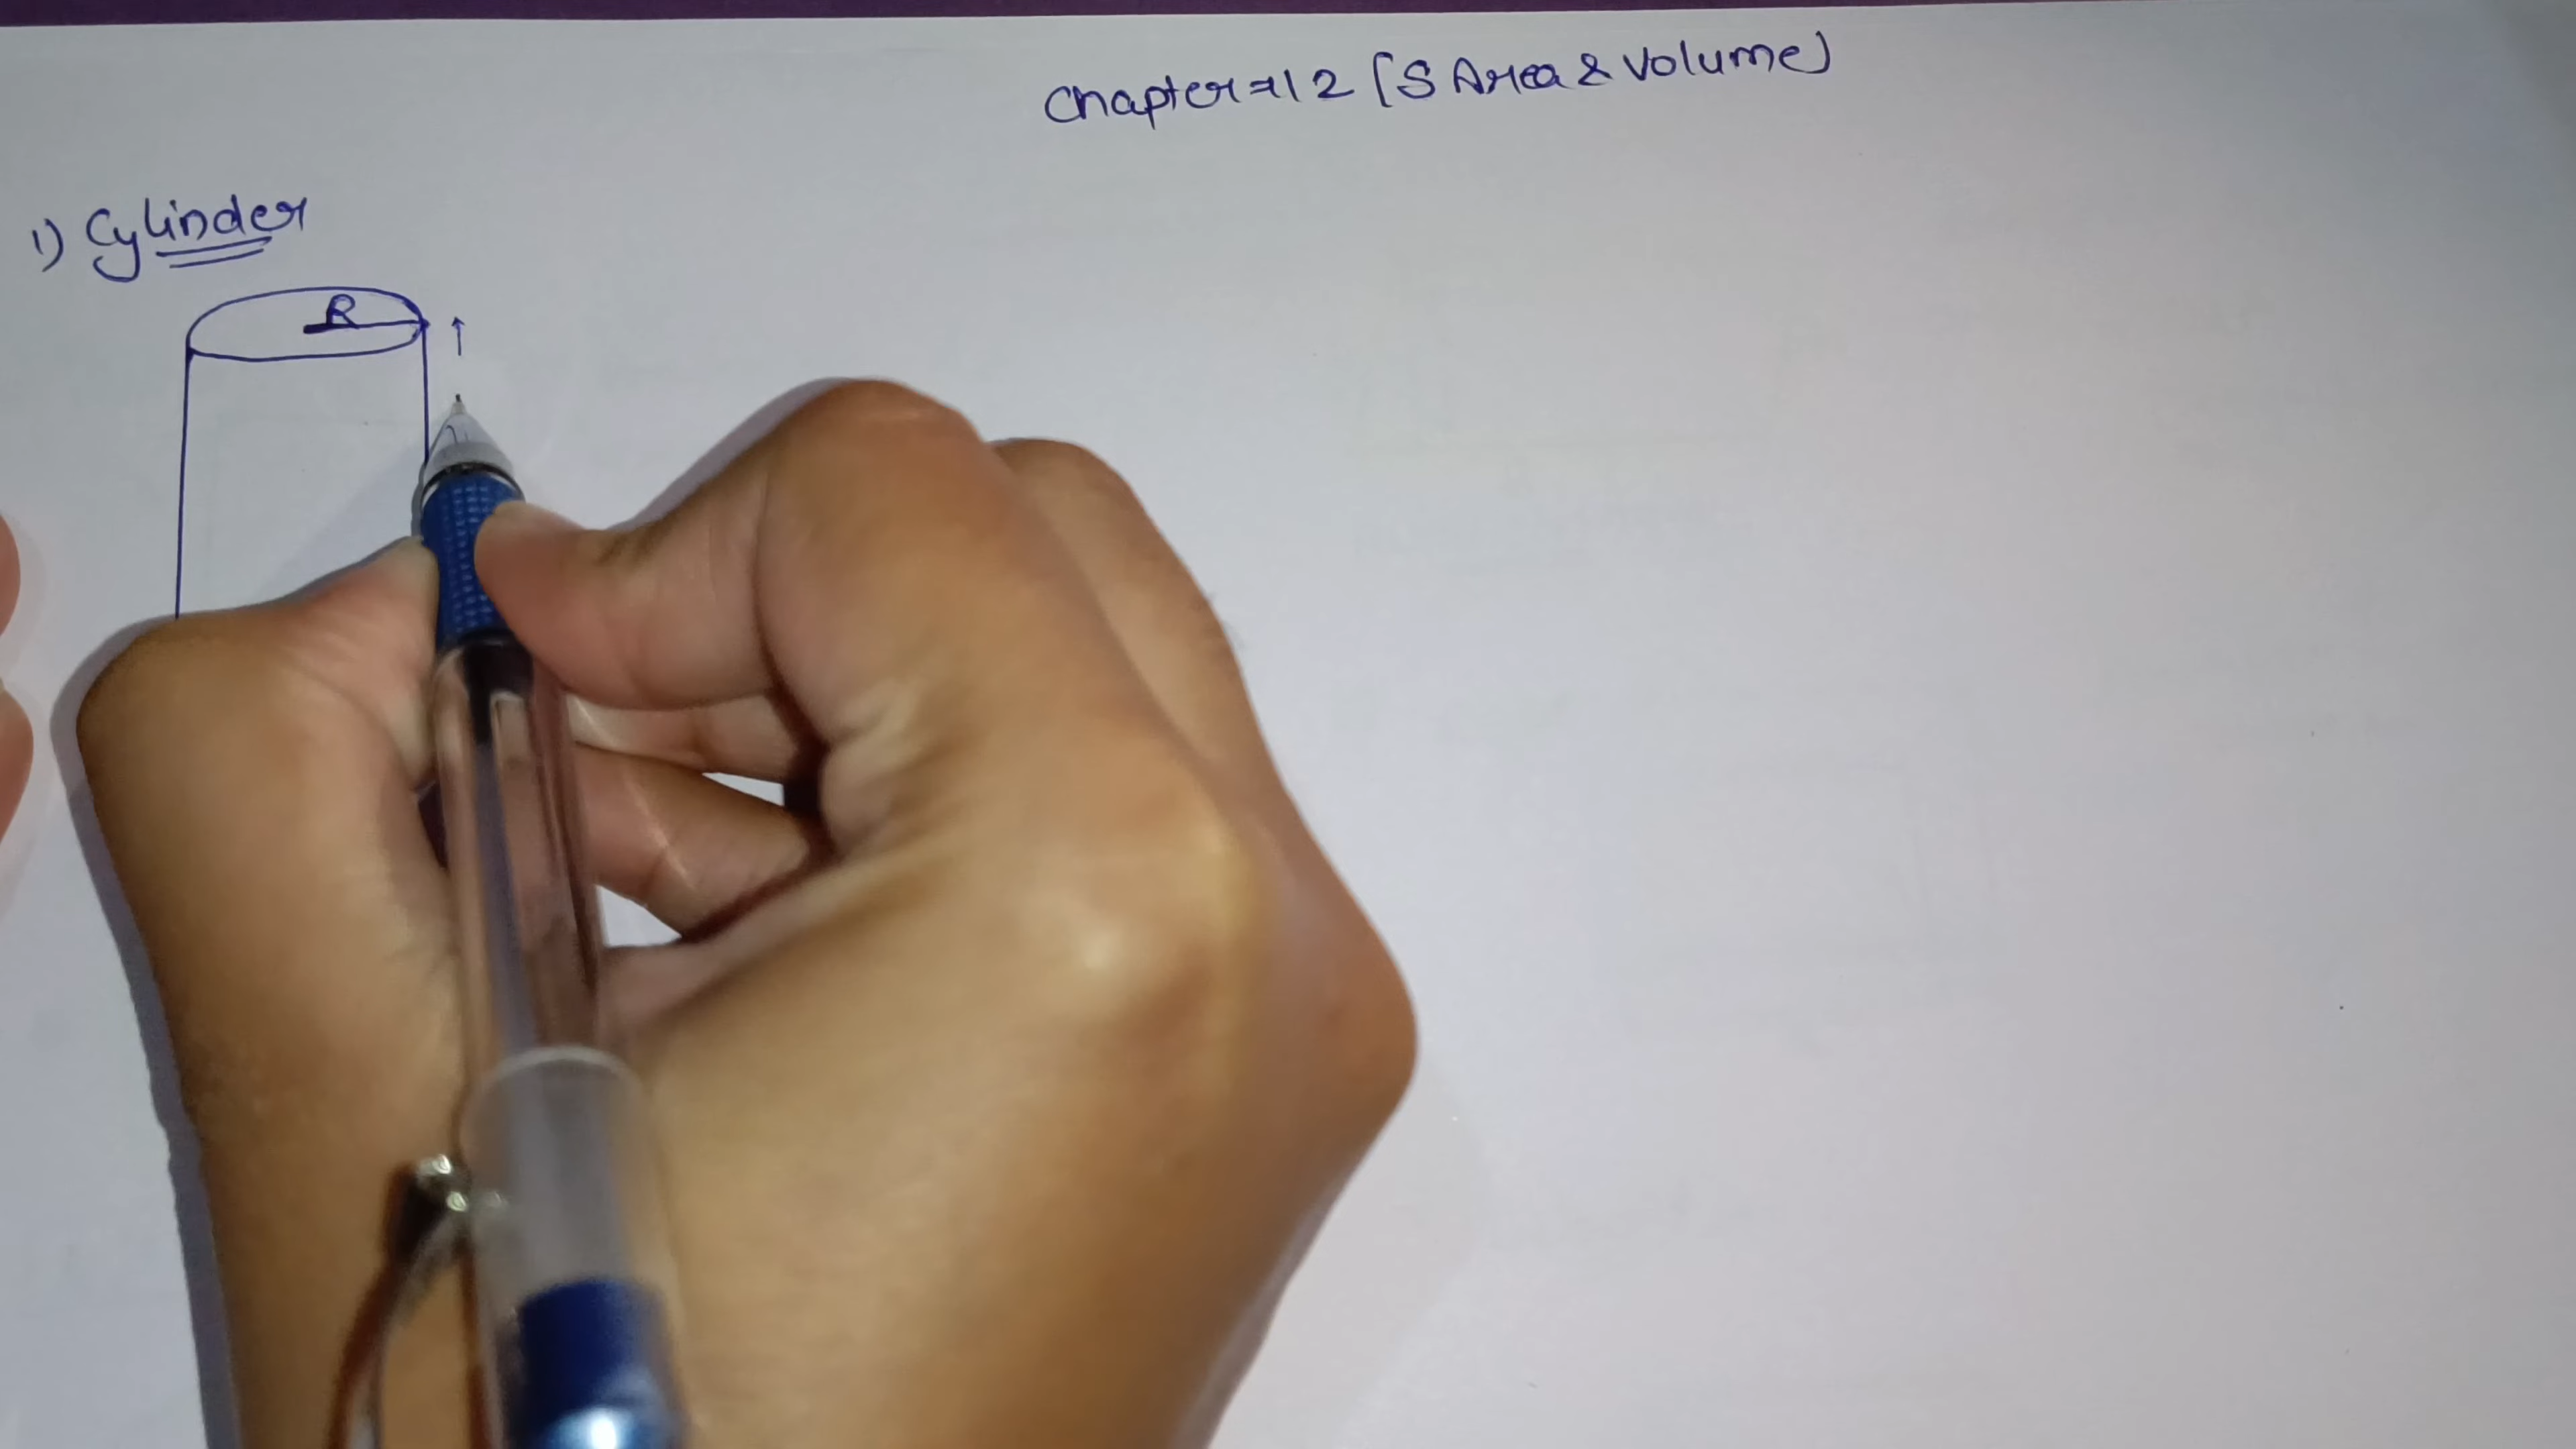 Chapter=12 [S Area & Volume)
1) Cylinder
R